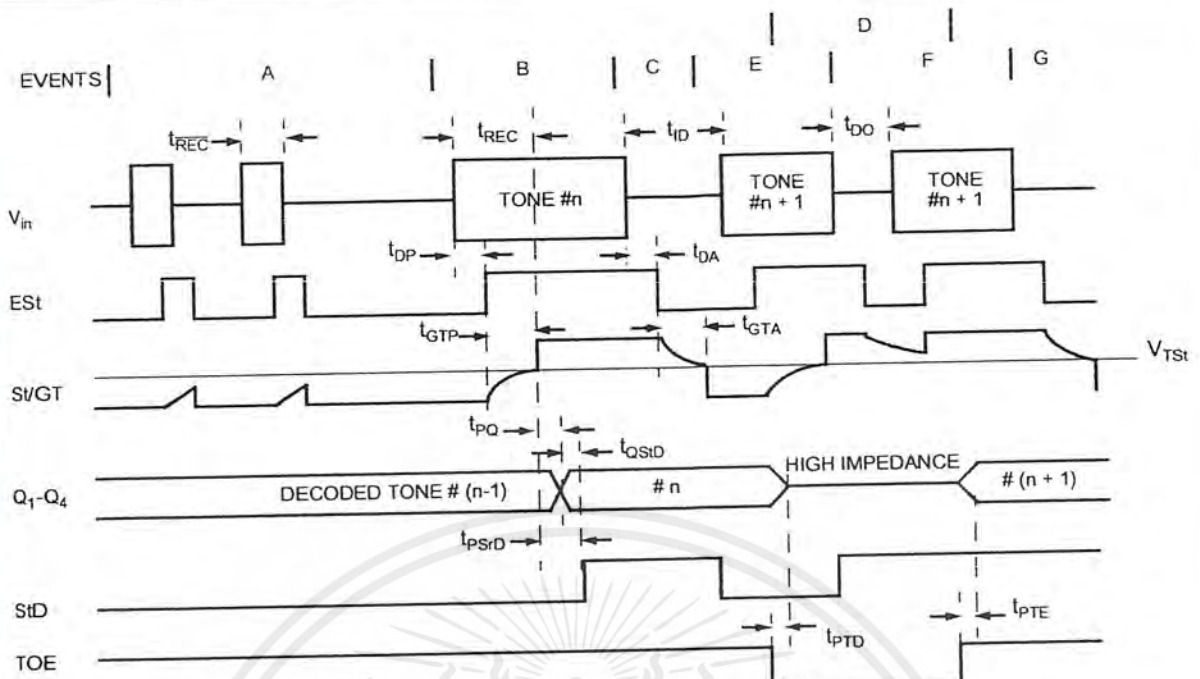 D
EVENTS A B C E F G
tREC tREC tID tDO
Vin TONE #n TONE #n + 1 TONE #n + 1
tDP tDA
ESt
tGTP tGTA VTSt
St/GT
tPQ tQStD
Q1-Q4 DECODED TONE # (n-1) # n HIGH IMPEDANCE # (n + 1)
tPSrD
StD
tPTD tPTE
TOE